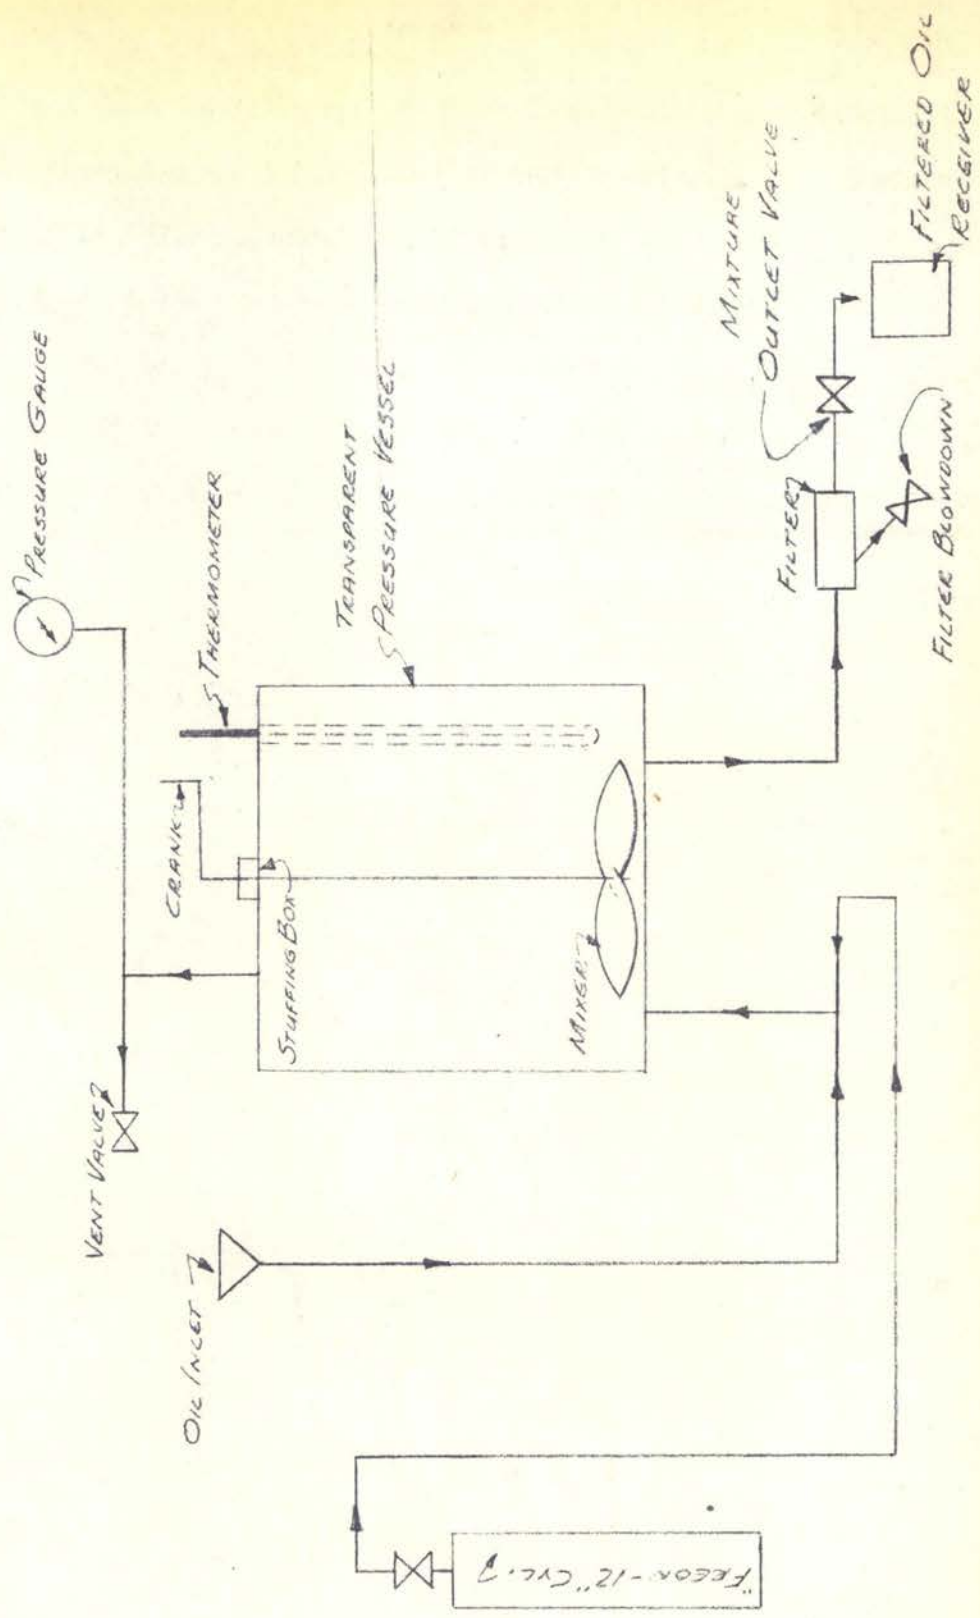 PRESSURE GAUGE
THERMOMETER
CRANK
STUFFING BOX
VENT VALVE
OIL INLET
"FREON-12" CYL.
TRANSPARENT
PRESSURE VESSEL
MIXER
MIXTURE
OUTLET VALVE
FILTER
FILTER BLOWDOWN
FILTERED OIL
RECEIVER